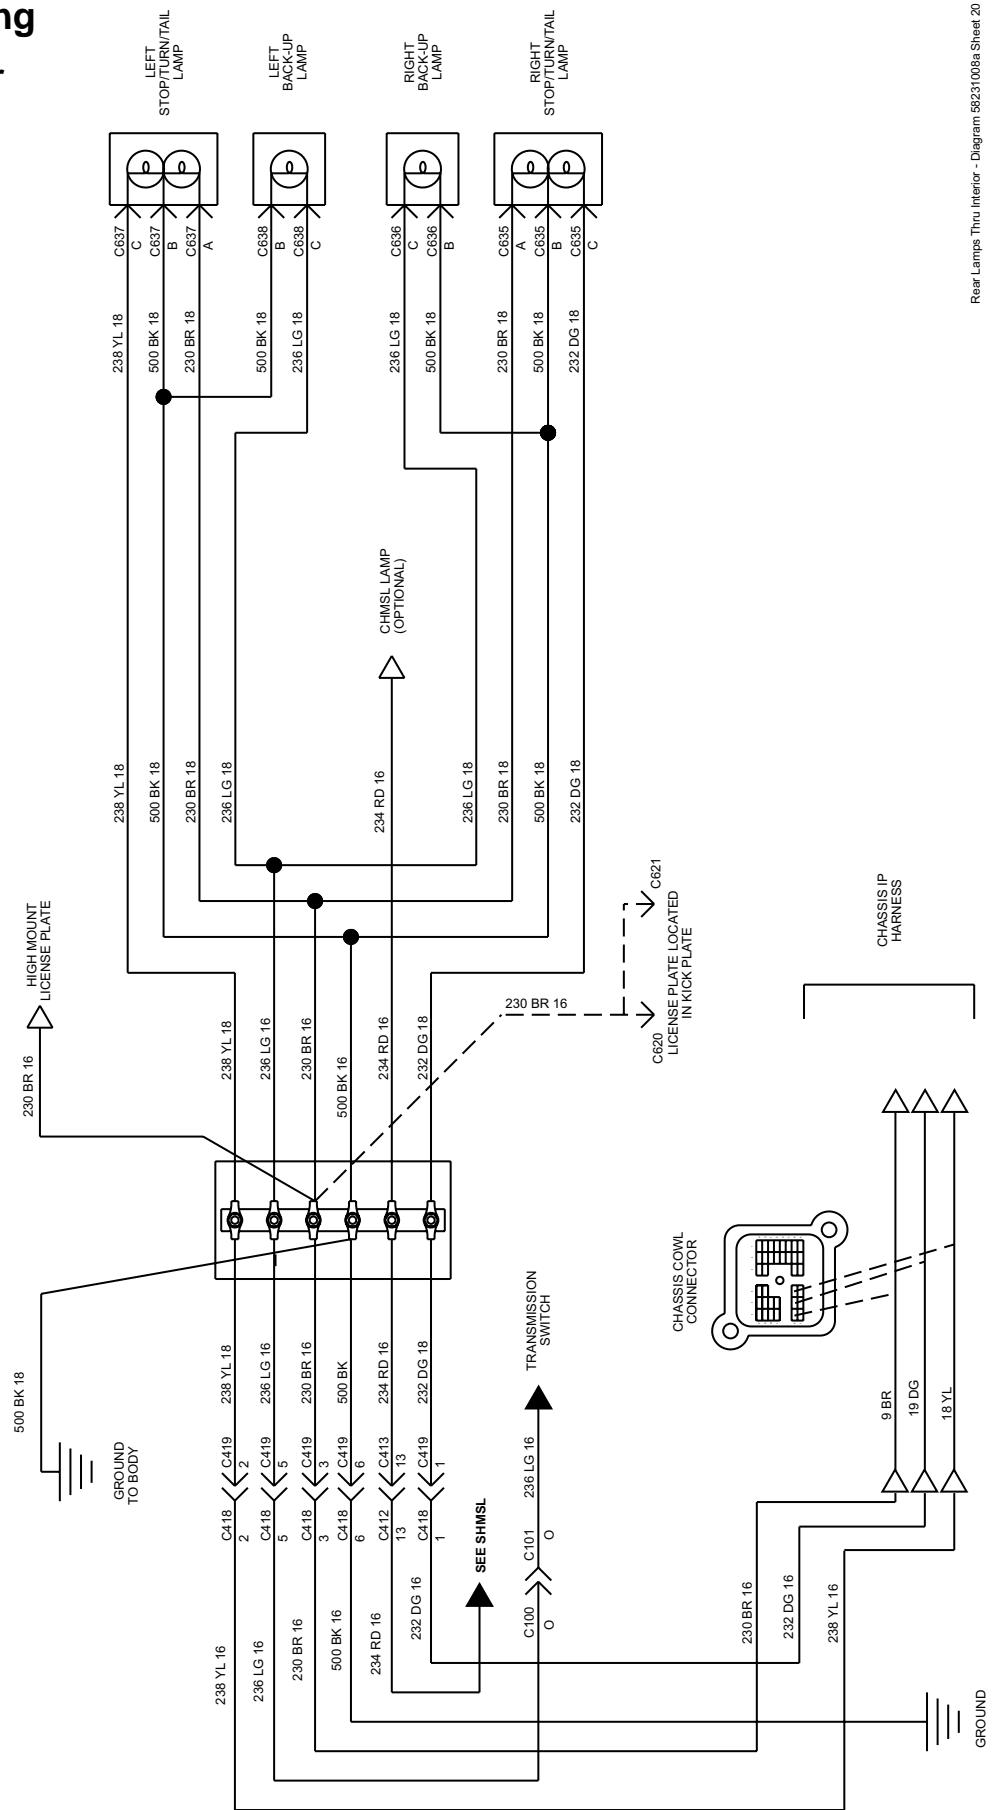 ng
LEFT
STOP/TURN/TAIL
LAMP
LEFT
BACK-UP
LAMP
RIGHT
BACK-UP
LAMP
RIGHT
STOP/TURN/TAIL
LAMP
C637
C
C637
B
C637
A
C638
B
C638
C
C636
C
C636
B
C635
A
C635
B
C635
C
238 YL 18
500 BK 18
230 BR 18
500 BK 18
236 LG 18
236 LG 18
500 BK 18
230 BR 18
500 BK 18
232 DG 18
CHMSL LAMP
(OPTIONAL)
238 YL 18
500 BK 18
230 BR 18
236 LG 18
234 RD 16
236 LG 18
230 BR 18
500 BK 18
232 DG 18
HIGH MOUNT
LICENSE PLATE
230 BR 16
238 YL 18
236 LG 16
230 BR 16
500 BK 16
234 RD 16
232 DG 18
230 BR 16
C620
C621
LICENSE PLATE LOCATED
IN KICK PLATE
CHASSIS IP
HARNESS
CHASSIS COWL
CONNECTOR
500 BK 18
GROUND
TO BODY
238 YL 18
236 LG 16
230 BR 16
500 BK
234 RD 16
232 DG 18
TRANSMISSION
SWITCH
236 LG 16
9 BR
19 DG
18 YL
C419
2
C419
5
C419
3
C419
6
C413
13
C419
1
C418
2
C418
5
C418
3
C418
6
C412
13
C418
1
SEE SHMSL
C101
O
C100
O
238 YL 16
236 LG 16
230 BR 16
500 BK 16
234 RD 16
232 DG 16
230 BR 16
232 DG 16
238 YL 16
GROUND
Rear Lamps Thru Interior - Diagram 58231008a Sheet 20